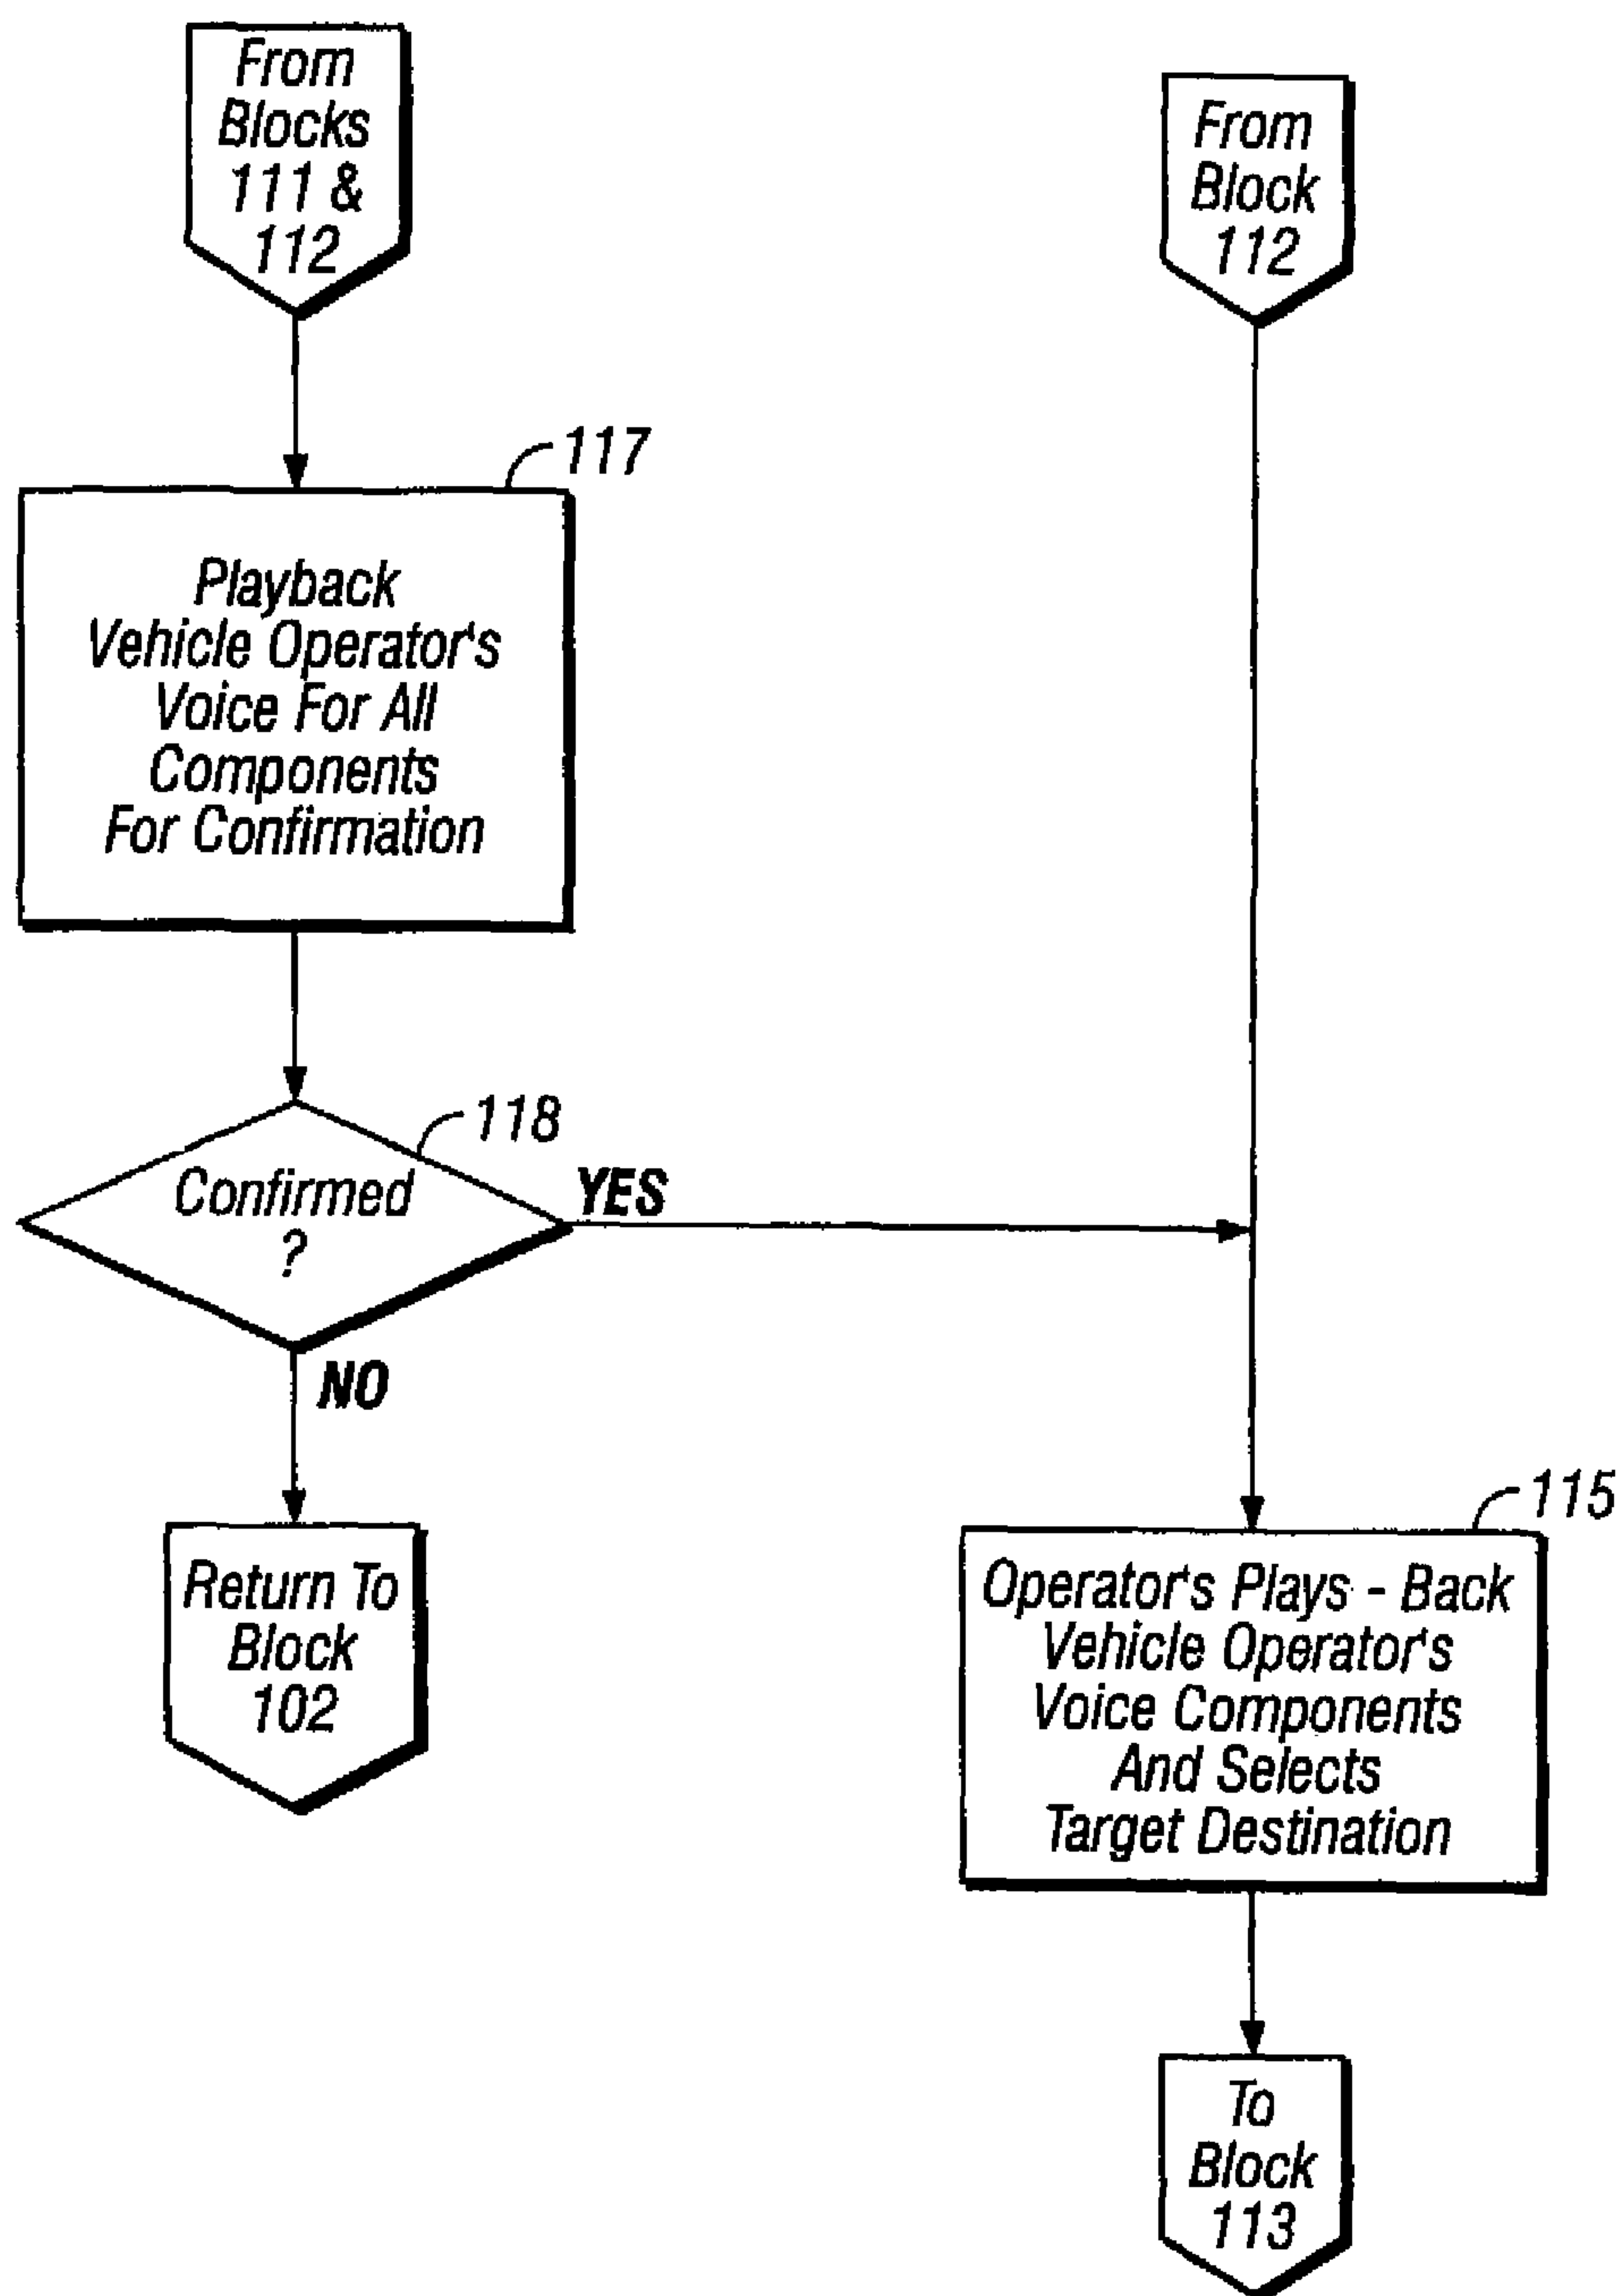 From
Blocks
111 &
112
From
Block
112
117
Playback
Vehicle Operator's
Voice For All
Components
For Confirmation
118
Confirmed
?
YES
NO
Return To
Block
102
115
Operator's Plays - Back
Vehicle Operator's
Voice Components
And Selects
Target Destination
To
Block
113